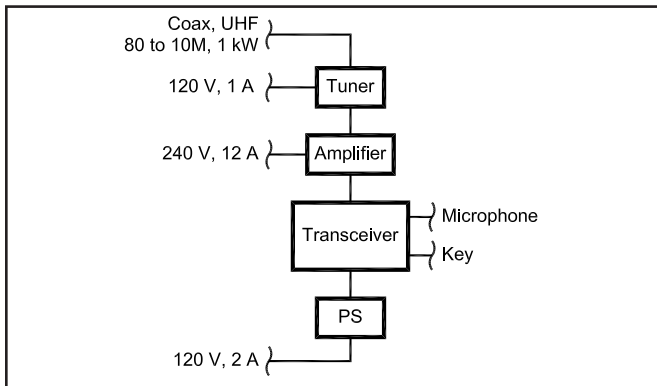 Coax, UHF
80 to 10M, 1 kW
120 V, 1 A
Tuner
240 V, 12 A
Amplifier
Transceiver
Microphone
Key
PS
120 V, 2 A